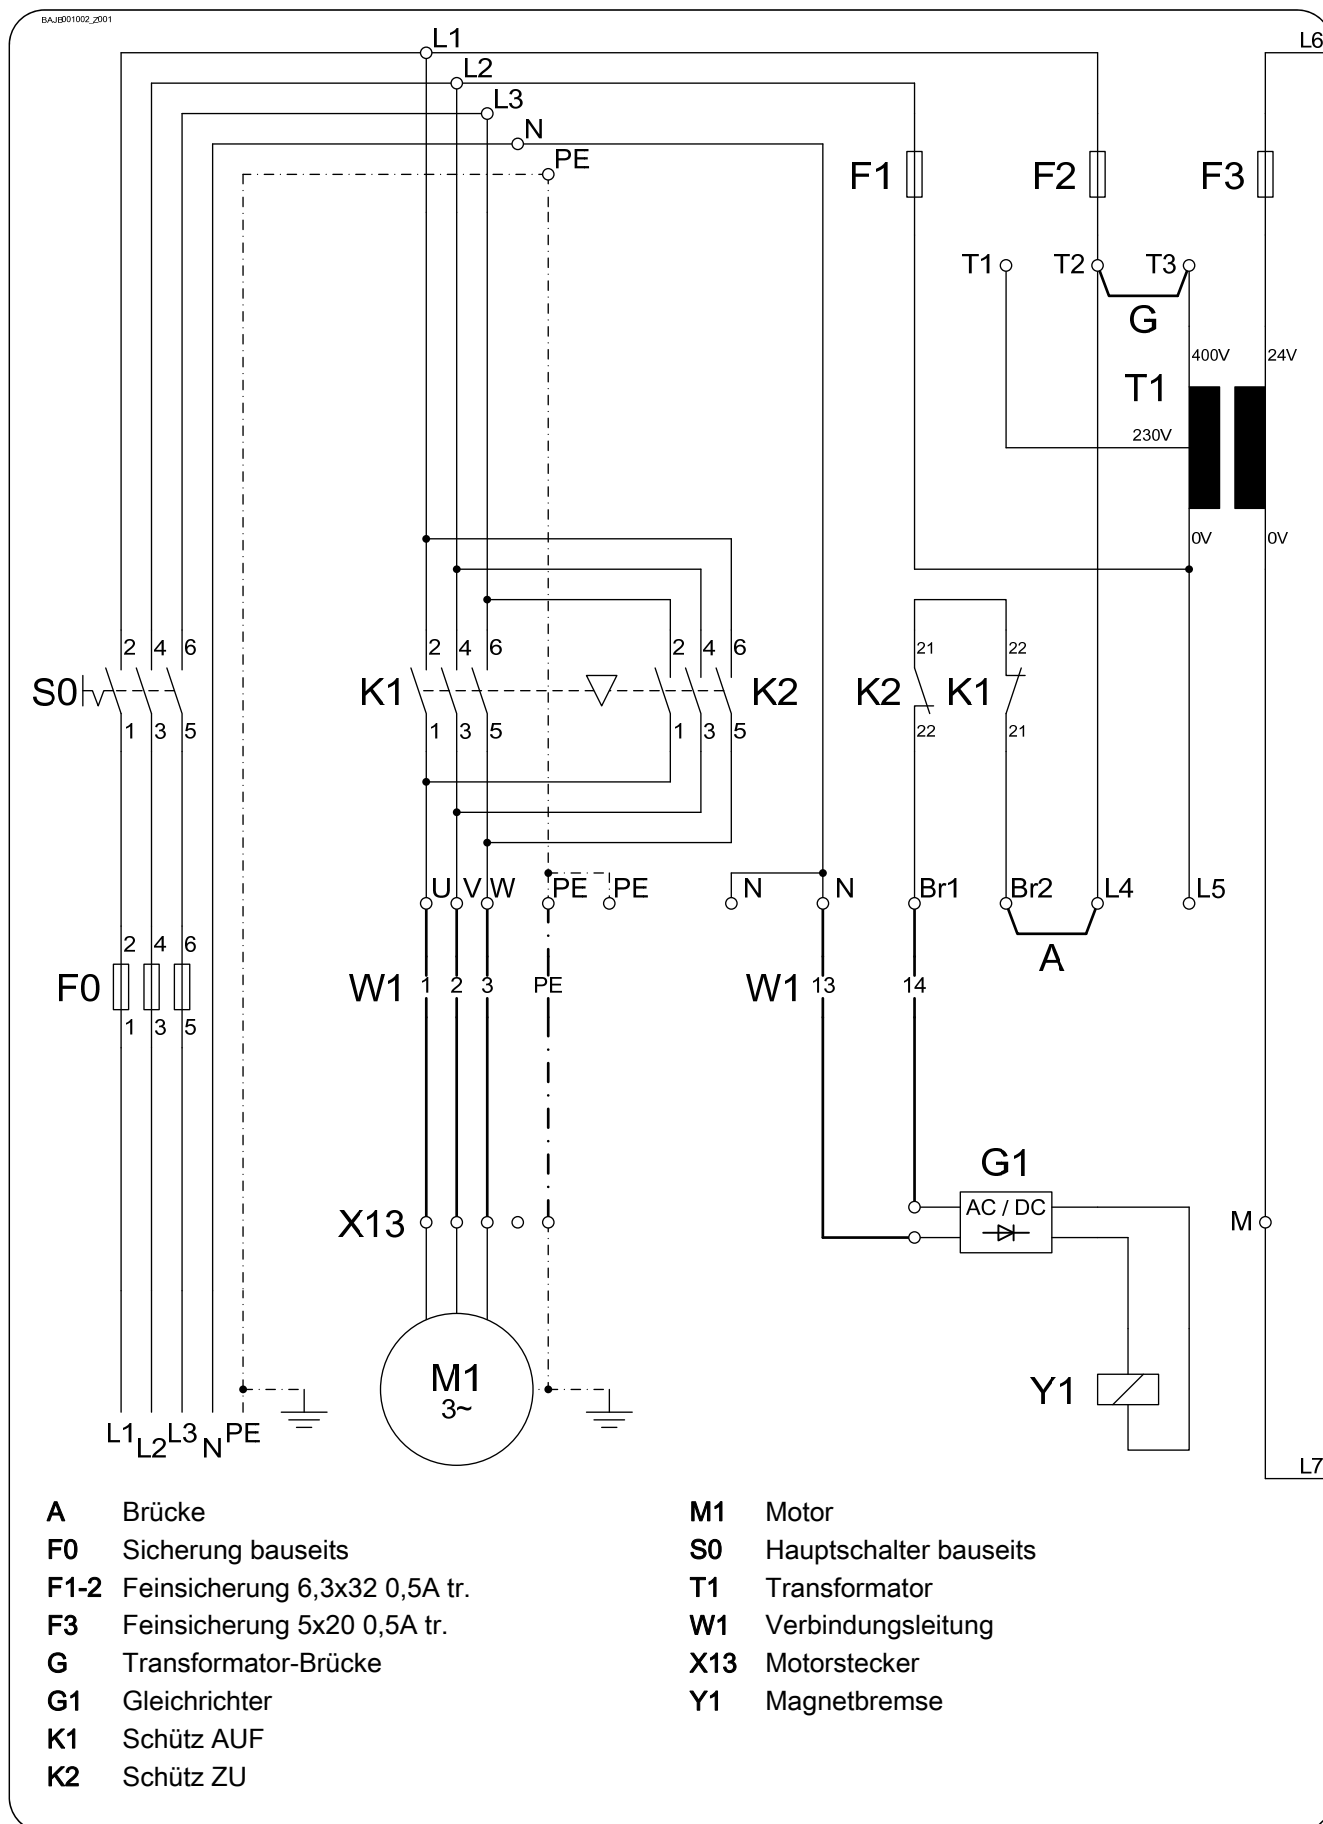 BAJB001002_Z001
L1 L6
L2
L3
N
PE
F1 F2 F3
T1 T2 T3
G
400V 24V
T1
230V
0V 0V
2 4 6 2 4 6 2 4 6 21 22
S0 K1 K2 K2 K1
1 3 5 1 3 5 1 3 5 22 21
U V W PE PE N N Br1 Br2 L4 L5
2 4 6 A
F0 W1 1 2 3 PE W1 13 14
1 3 5
G1
X13 AC / DC M
M1 Y1
3~
L1 L2 L3 N PE
L7
A Brücke
F0 Sicherung bauseits
F1-2 Feinsicherung 6,3x32 0,5A tr.
F3 Feinsicherung 5x20 0,5A tr.
G Transformator-Brücke
G1 Gleichrichter
K1 Schütz AUF
K2 Schütz ZU
M1 Motor
S0 Hauptschalter bauseits
T1 Transformator
W1 Verbindungsleitung
X13 Motorstecker
Y1 Magnetbremse